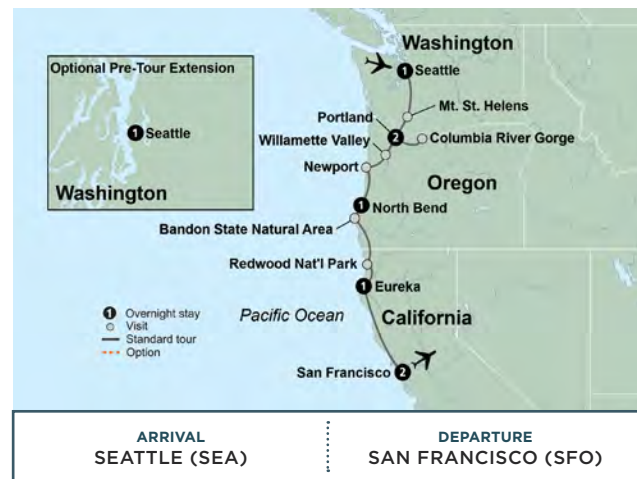 Optional Pre-Tour Extension
1 Seattle
Washington
Washington
1 Seattle
Mt. St. Helens
Portland
2
Columbia River Gorge
Willamette Valley
Newport
Oregon
1 North Bend
Bandon State Natural Area
Redwood Nat'l Park
1 Eureka
Pacific Ocean
California
San Francisco 2
1 Overnight stay
Visit
Standard tour
Option
ARRIVAL
SEATTLE (SEA)
DEPARTURE
SAN FRANCISCO (SFO)